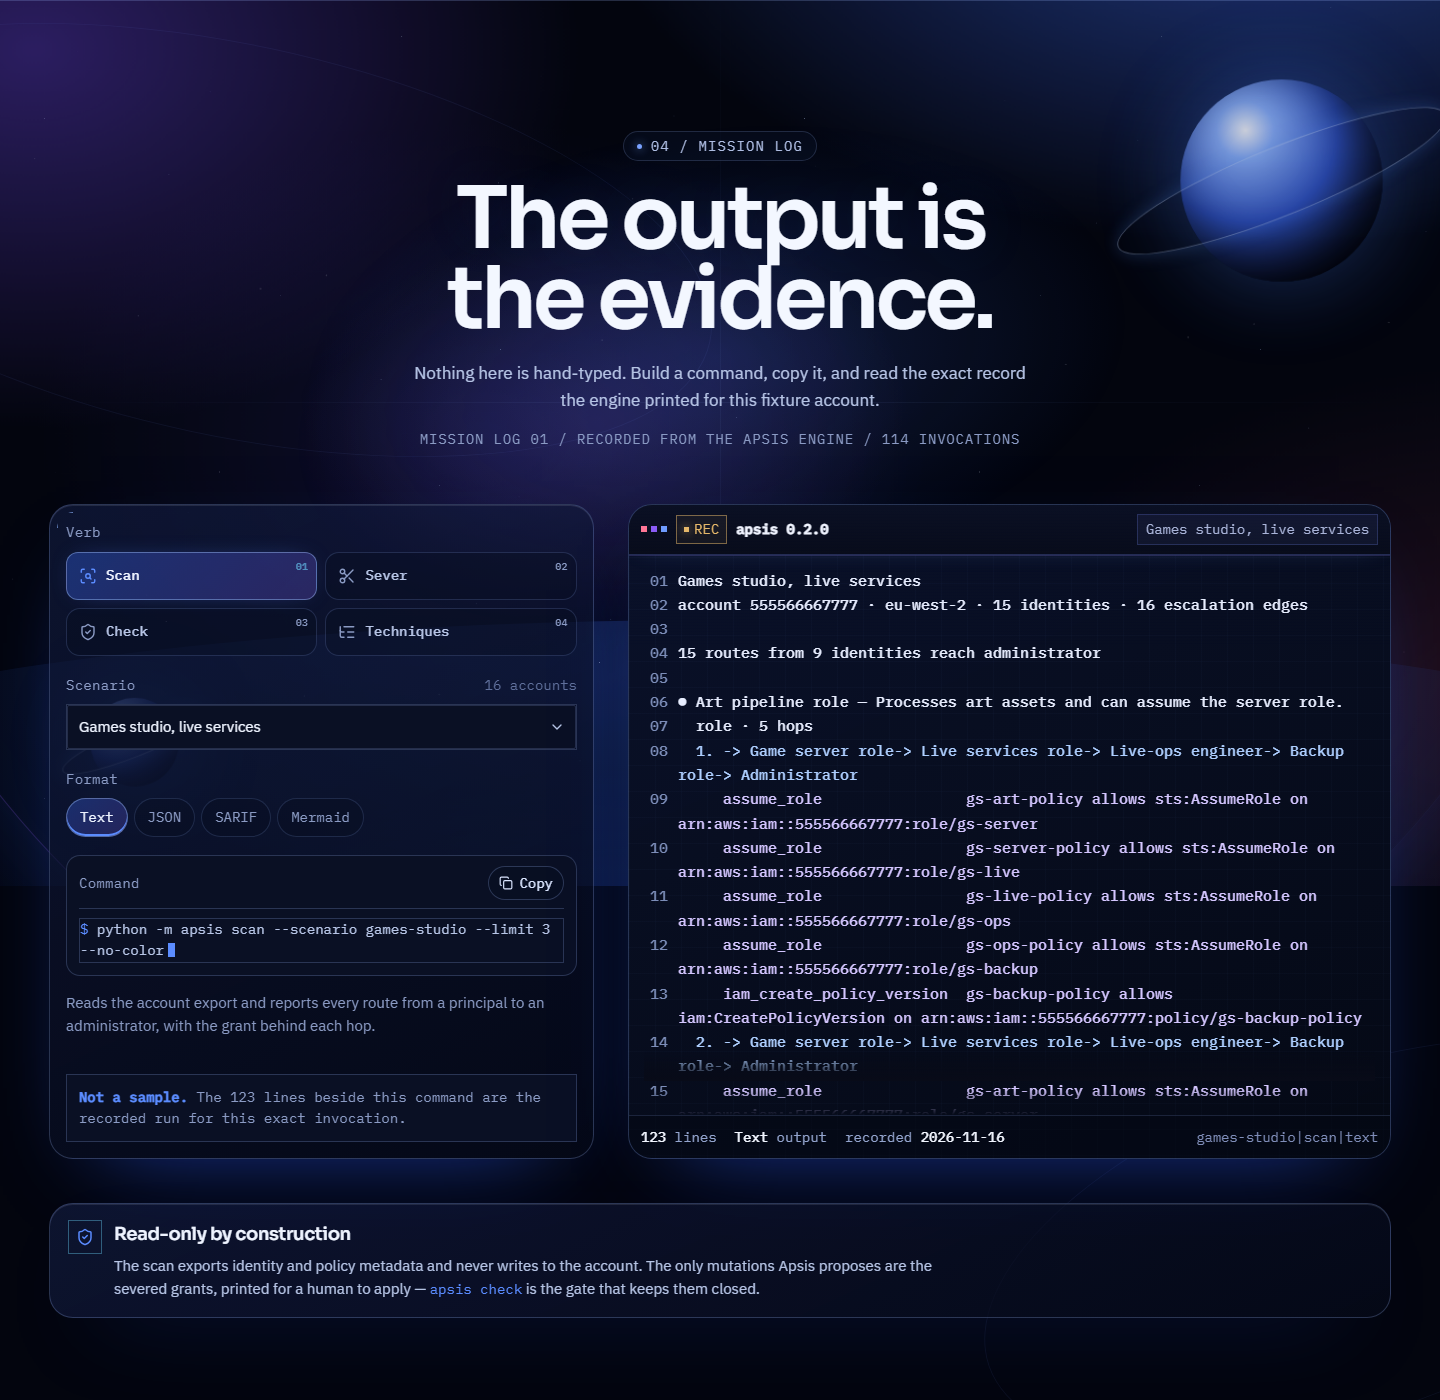 04 / MISSION LOG
The output is
the evidence.
Nothing here is hand-typed. Build a command, copy it, and read the exact record
the engine printed for this fixture account.
MISSION LOG 01 / RECORDED FROM THE APSIS ENGINE / 114 INVOCATIONS
Verb
Scan 01
Sever 02
Check 03
Techniques 04
Scenario 16 accounts
Games studio, live services
Format
Text JSON SARIF Mermaid
Command Copy
$ python -m apsis scan --scenario games-studio --limit 3
--no-color
Reads the account export and reports every route from a principal to an
administrator, with the grant behind each hop.
Not a sample. The 123 lines beside this command are the
recorded run for this exact invocation.
REC apsis 0.2.0 Games studio, live services
01 Games studio, live services
02 account 555566667777 · eu-west-2 · 15 identities · 16 escalation edges
03
04 15 routes from 9 identities reach administrator
05
06 ● Art pipeline role — Processes art assets and can assume the server role.
07 role · 5 hops
08 1. -> Game server role-> Live services role-> Live-ops engineer-> Backup
role-> Administrator
09 assume_role gs-art-policy allows sts:AssumeRole on
arn:aws:iam::555566667777:role/gs-server
10 assume_role gs-server-policy allows sts:AssumeRole on
arn:aws:iam::555566667777:role/gs-live
11 assume_role gs-live-policy allows sts:AssumeRole on
arn:aws:iam::555566667777:role/gs-ops
12 assume_role gs-ops-policy allows sts:AssumeRole on
arn:aws:iam::555566667777:role/gs-backup
13 iam_create_policy_version gs-backup-policy allows
iam:CreatePolicyVersion on arn:aws:iam::555566667777:policy/gs-backup-policy
14 2. -> Game server role-> Live services role-> Live-ops engineer-> Backup
role-> Administrator
15 assume_role gs-art-policy allows sts:AssumeRole on
arn:aws:iam::555566667777:role/gs-server
123 lines Text output recorded 2026-11-16 games-studio|scan|text
Read-only by construction
The scan exports identity and policy metadata and never writes to the account. The only mutations Apsis proposes are the
severed grants, printed for a human to apply — apsis check is the gate that keeps them closed.